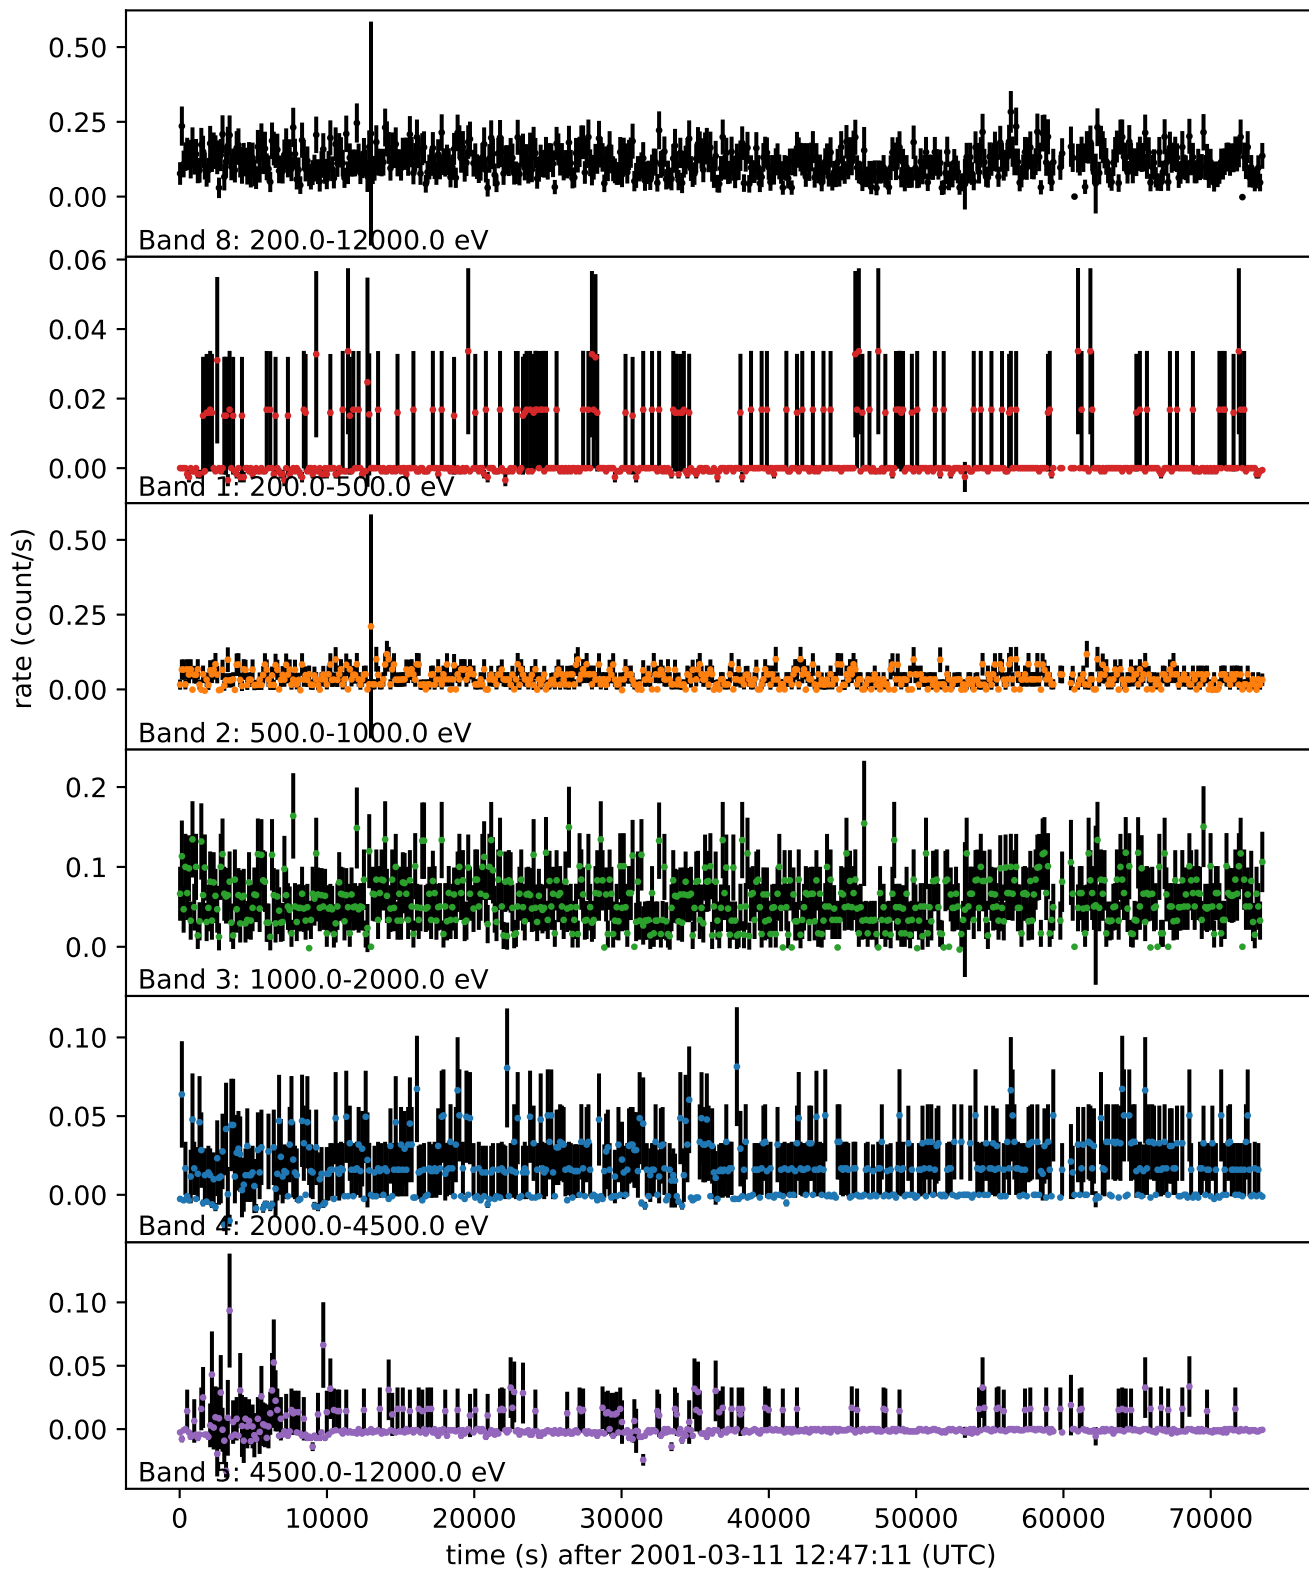 0.50
0.25
0.00
Band 8: 200.0-12000.0 eV
0.06
0.04
0.02
0.00
Band 1: 200.0-500.0 eV
0.50
0.25
0.00
Band 2: 500.0-1000.0 eV
rate (count/s)
0.2
0.1
0.0
Band 3: 1000.0-2000.0 eV
0.10
0.05
0.00
Band 4: 2000.0-4500.0 eV
0.10
0.05
0.00
Band 5: 4500.0-12000.0 eV
0 10000 20000 30000 40000 50000 60000 70000
time (s) after 2001-03-11 12:47:11 (UTC)